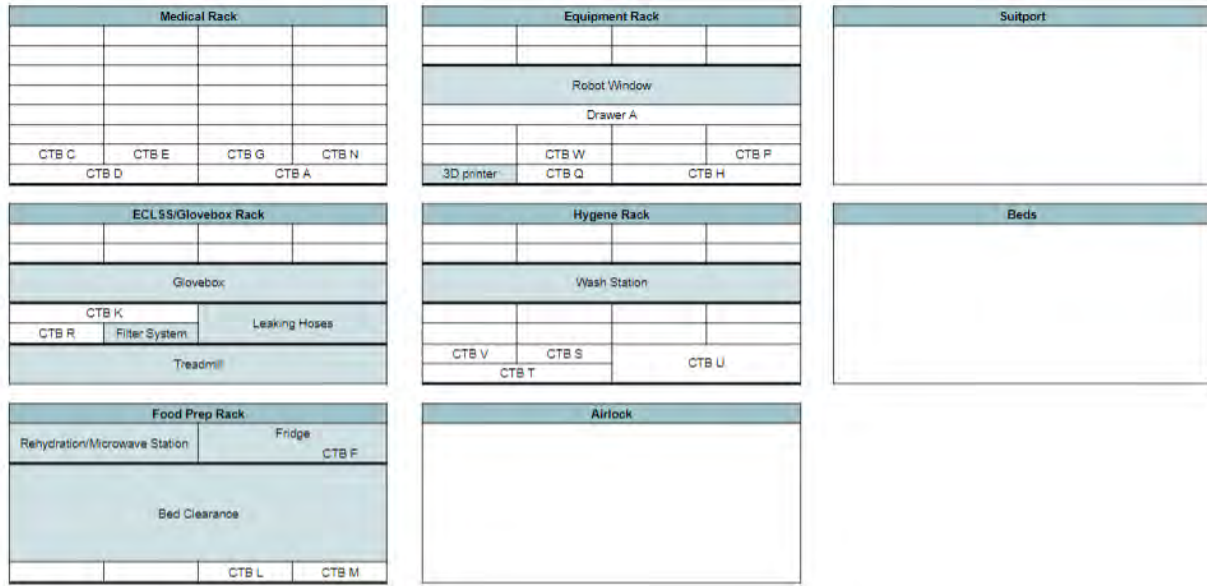 Medical Rack
CTB C CTB E CTB G CTB N
CTB D CTB A
Equipment Rack
Robot Window
Drawer A
CTB W CTB P
3D printer CTB Q CTB H
Suitport
ECLSS/Glovebox Rack
Glovebox
CTB K
Leaking Hoses
CTB R Filter System
Treadmill
Hygene Rack
Wash Station
CTB V CTB S
CTB U
CTB T
Beds
Food Prep Rack
Rehydration/Microwave Station
Fridge
CTB F
Bed Clearance
CTB L CTB M
Airlock